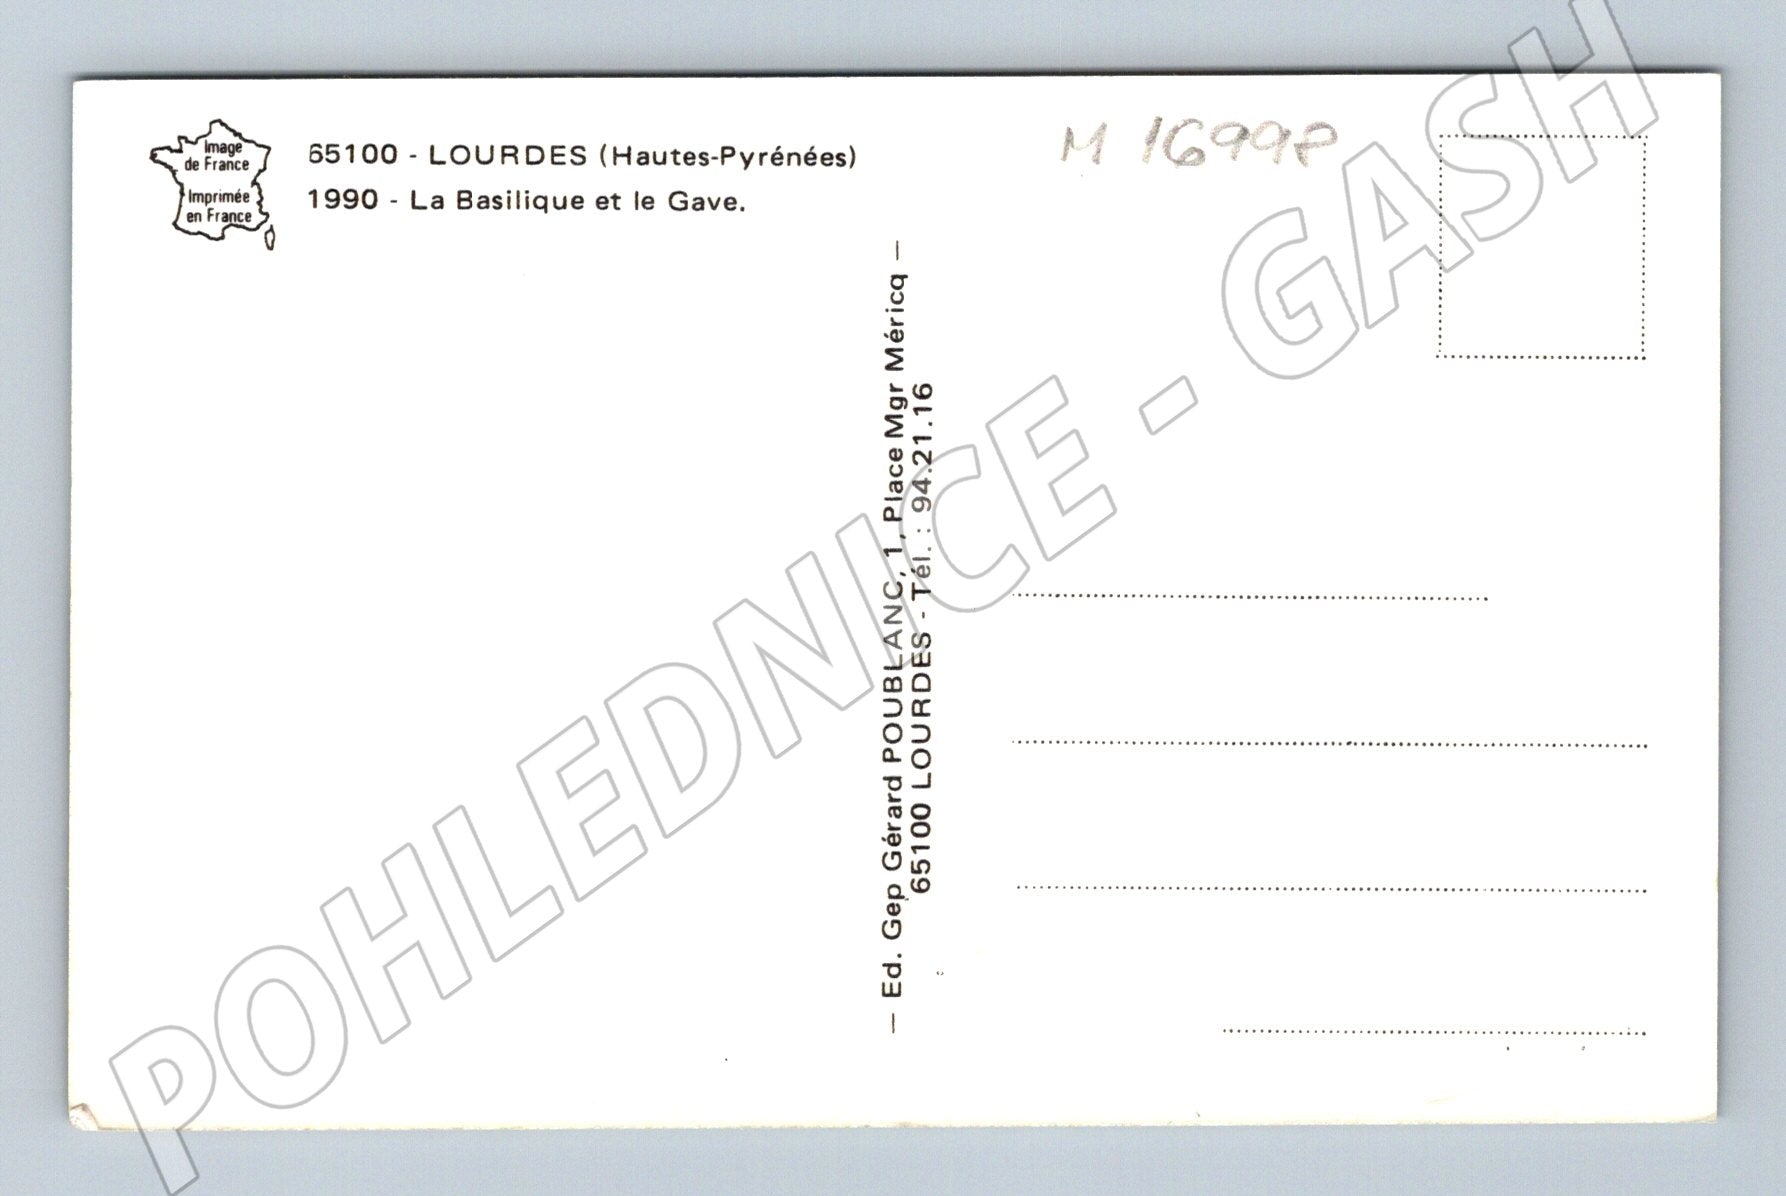 Image
de France
Imprimée
en France
65100 - LOURDES (Hautes-Pyrénées)
1990 - La Basilique et le Gave.
M 16998
— Ed. Gep Gérard POUBLANC, 1, Place Mgr Méricq —
65100 LOURDES - Tél. : 94.21.16
POHLEDNICE - GASH